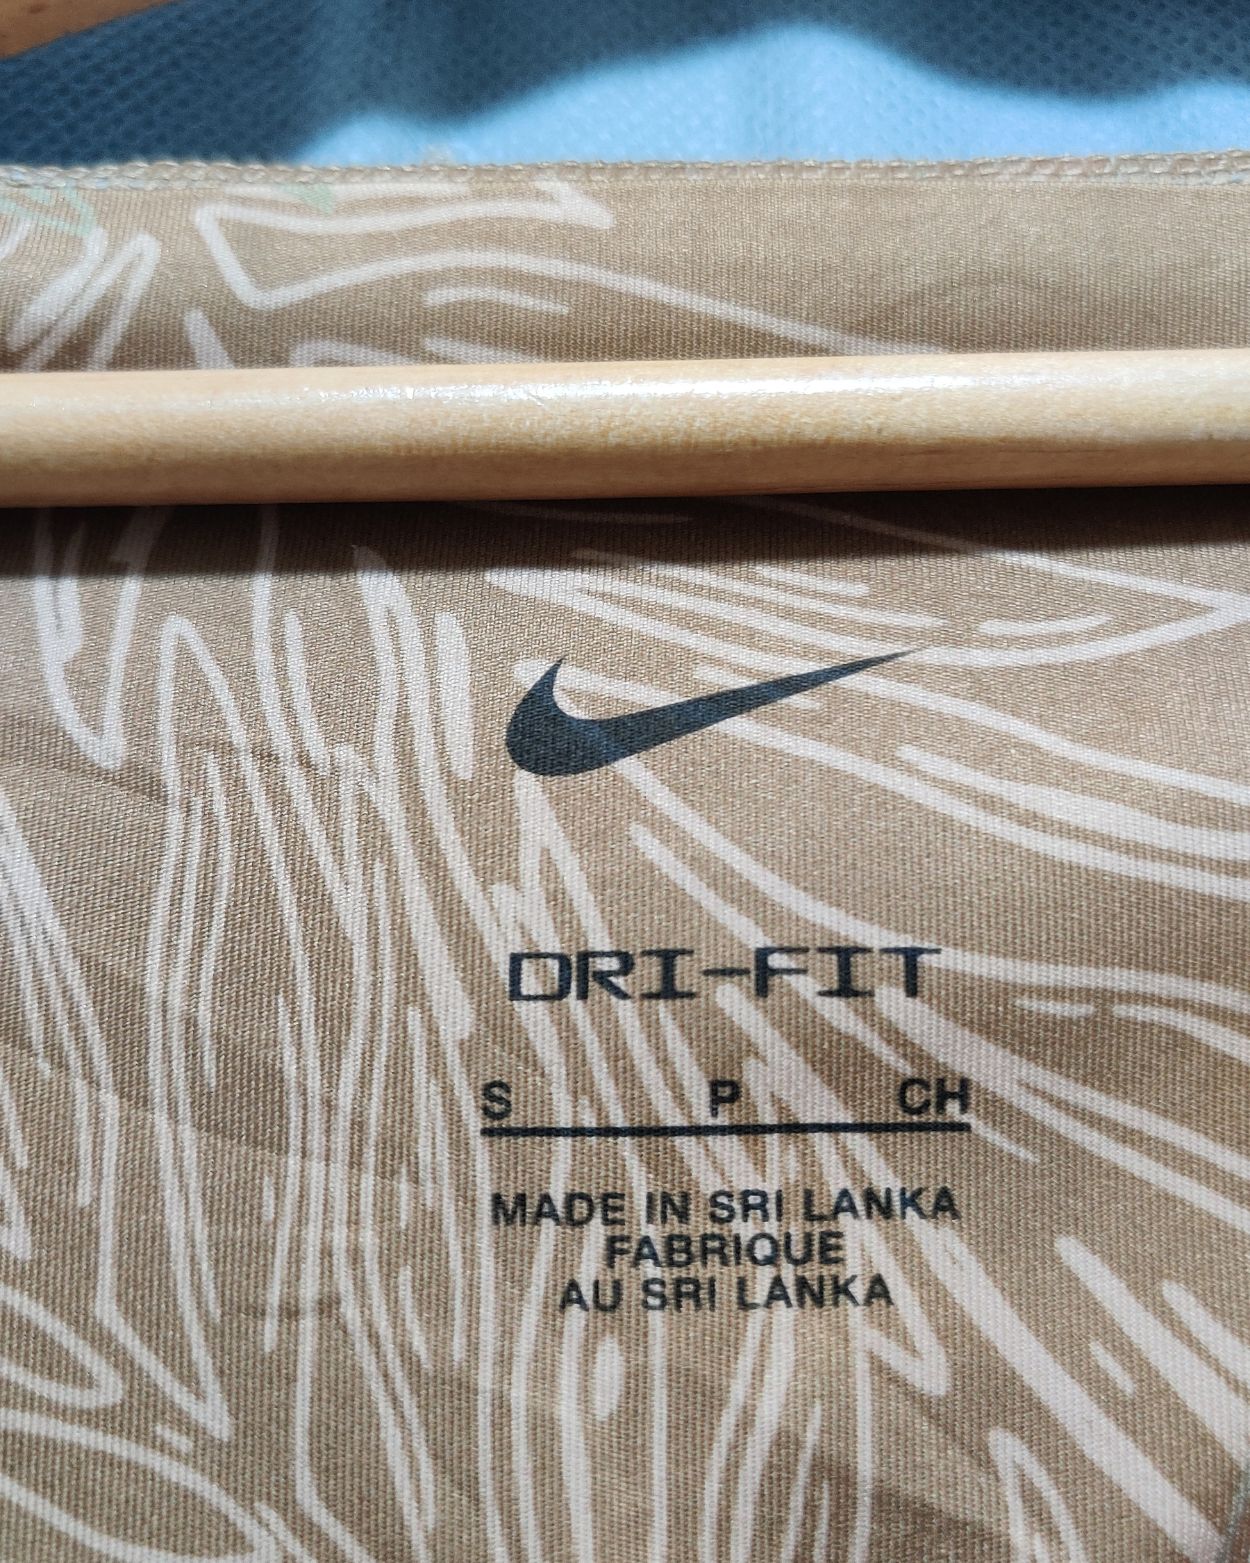 DRI-FIT
S P CH
MADE IN SRI LANKA
FABRIQUE
AU SRI LANKA